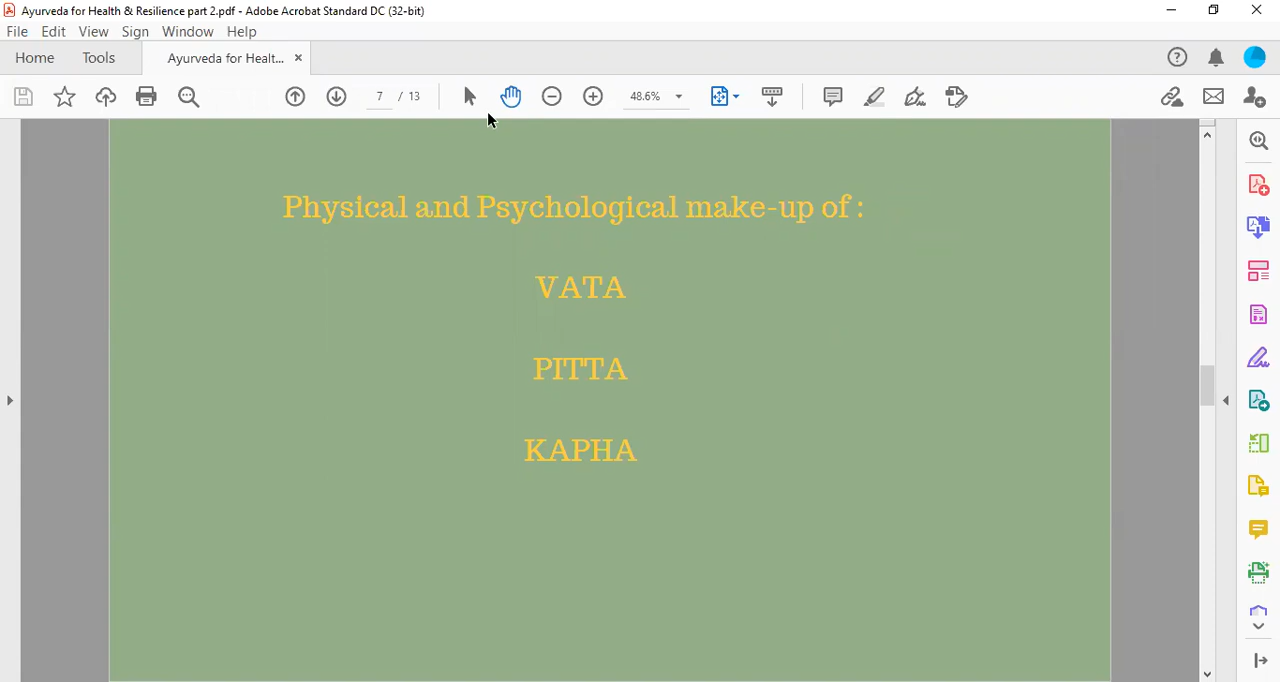 Ayurveda for Health & Resilience part 2.pdf - Adobe Acrobat Standard DC (32-bit)
File Edit View Sign Window Help
Home Tools Ayurveda for Healt...
7 / 13 48.6%
Physical and Psychological make-up of :
VATA
PITTA
KAPHA